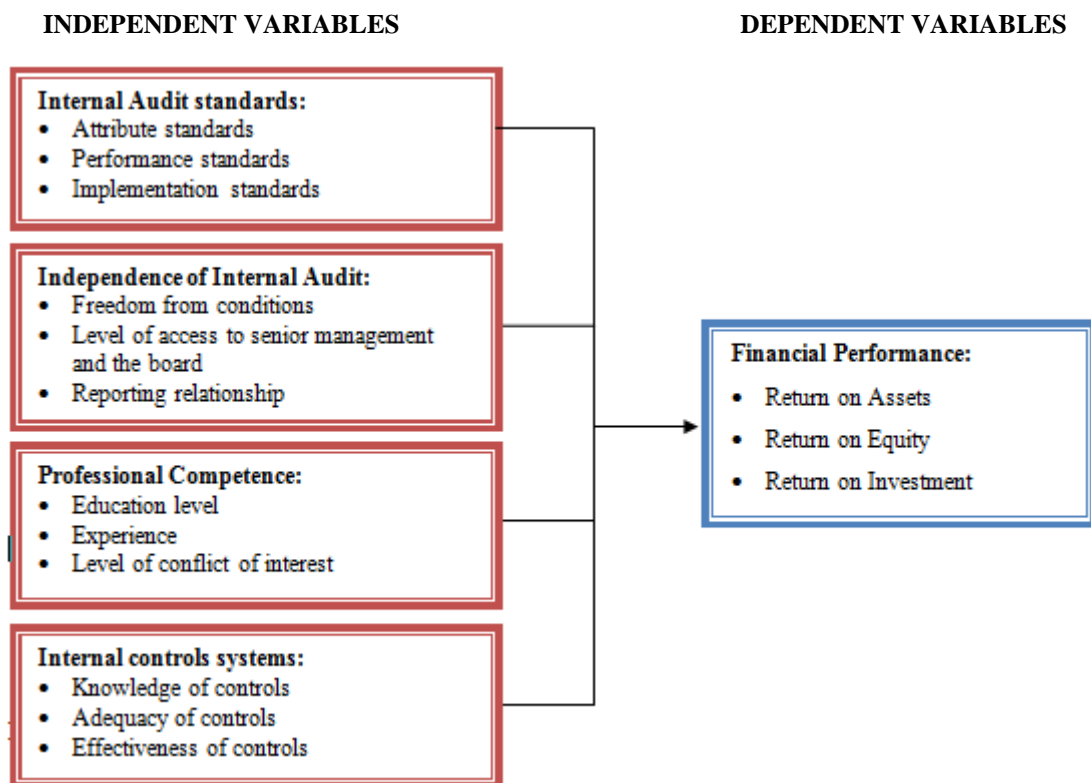 INDEPENDENT VARIABLES
DEPENDENT VARIABLES
Internal Audit standards:
• Attribute standards
• Performance standards
• Implementation standards
Independence of Internal Audit:
• Freedom from conditions
• Level of access to senior management
and the board
• Reporting relationship
Professional Competence:
• Education level
• Experience
• Level of conflict of interest
Internal controls systems:
• Knowledge of controls
• Adequacy of controls
• Effectiveness of controls
Financial Performance:
• Return on Assets
• Return on Equity
• Return on Investment